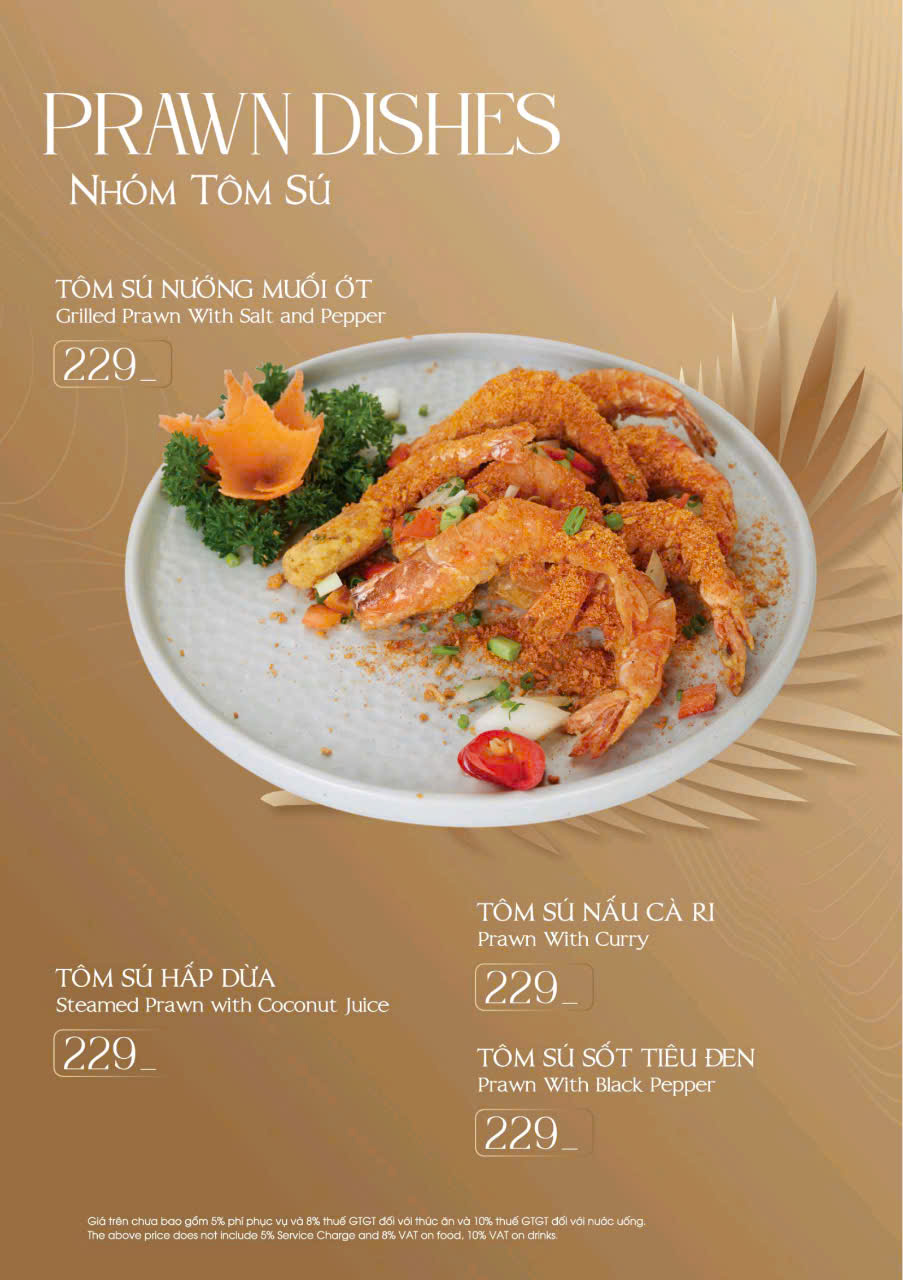 PRAWN DISHES
NHÓM TÔM SÚ
TÔM SÚ NƯỚNG MUỐI ỚT
Grilled Prawn With Salt and Pepper
229_
TÔM SÚ HẤP DỪA
Steamed Prawn with Coconut Juice
229_
TÔM SÚ NẤU CÀ RI
Prawn With Curry
229_
TÔM SÚ SỐT TIÊU ĐEN
Prawn With Black Pepper
229_
Giá trên chưa bao gồm 5% phí phục vụ và 8% thuế GTGT đối với thức ăn và 10% thuế GTGT đối với nước uống.
The above price does not include 5% Service Charge and 8% VAT on food, 10% VAT on drinks.